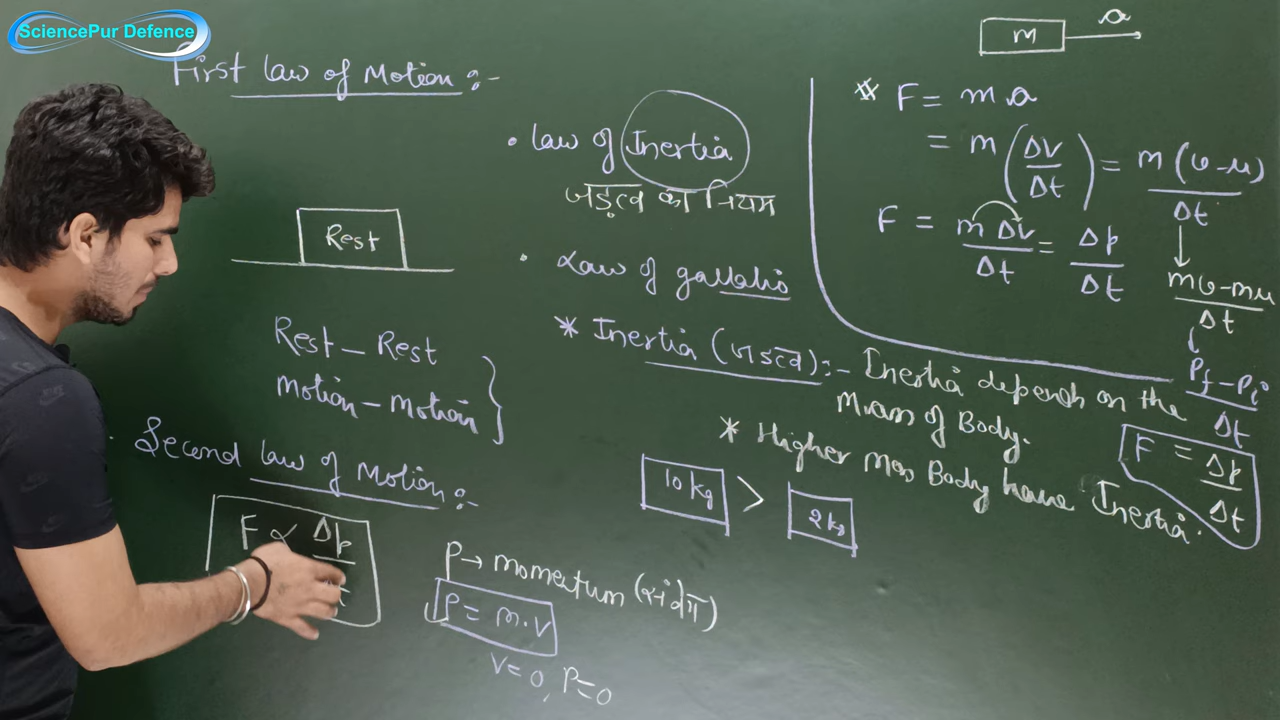 SciencePur Defence
First Law of Motion :-
Rest
Rest - Rest
Motion - Motion
Second law of Motion :-
F ∝ Δp
• law of Inertia
जड़त्व का नियम
• Law of gallalio
* Inertia (जडत्व) :- Inertia depends on the
Mass of Body.
* Higher Mass Body have Inertia.
10 kg > 2 kg
P → momentum (संवेग)
P = m.v
v=0, P=0
m a
# F = m.a
= m (Δv/Δt) = m(v-u)/Δt
F = mΔv/Δt = Δp/Δt
mv-mu/Δt
Pf-Pi/Δt
F = Δp/Δt